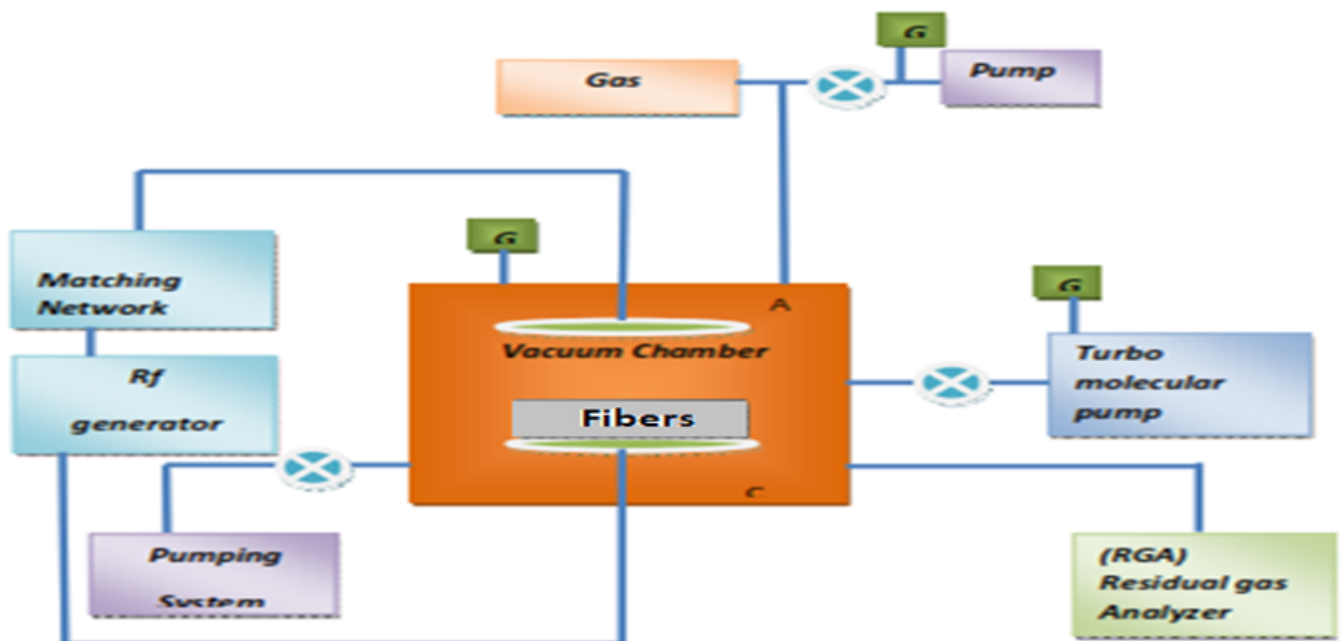 G
Gas
Pump
G
Matching
Network
A
Vacuum Chamber
G
Turbo
molecular
pump
Rf
generator
Fibers
C
Pumping
System
(RGA)
Residual gas
Analyzer